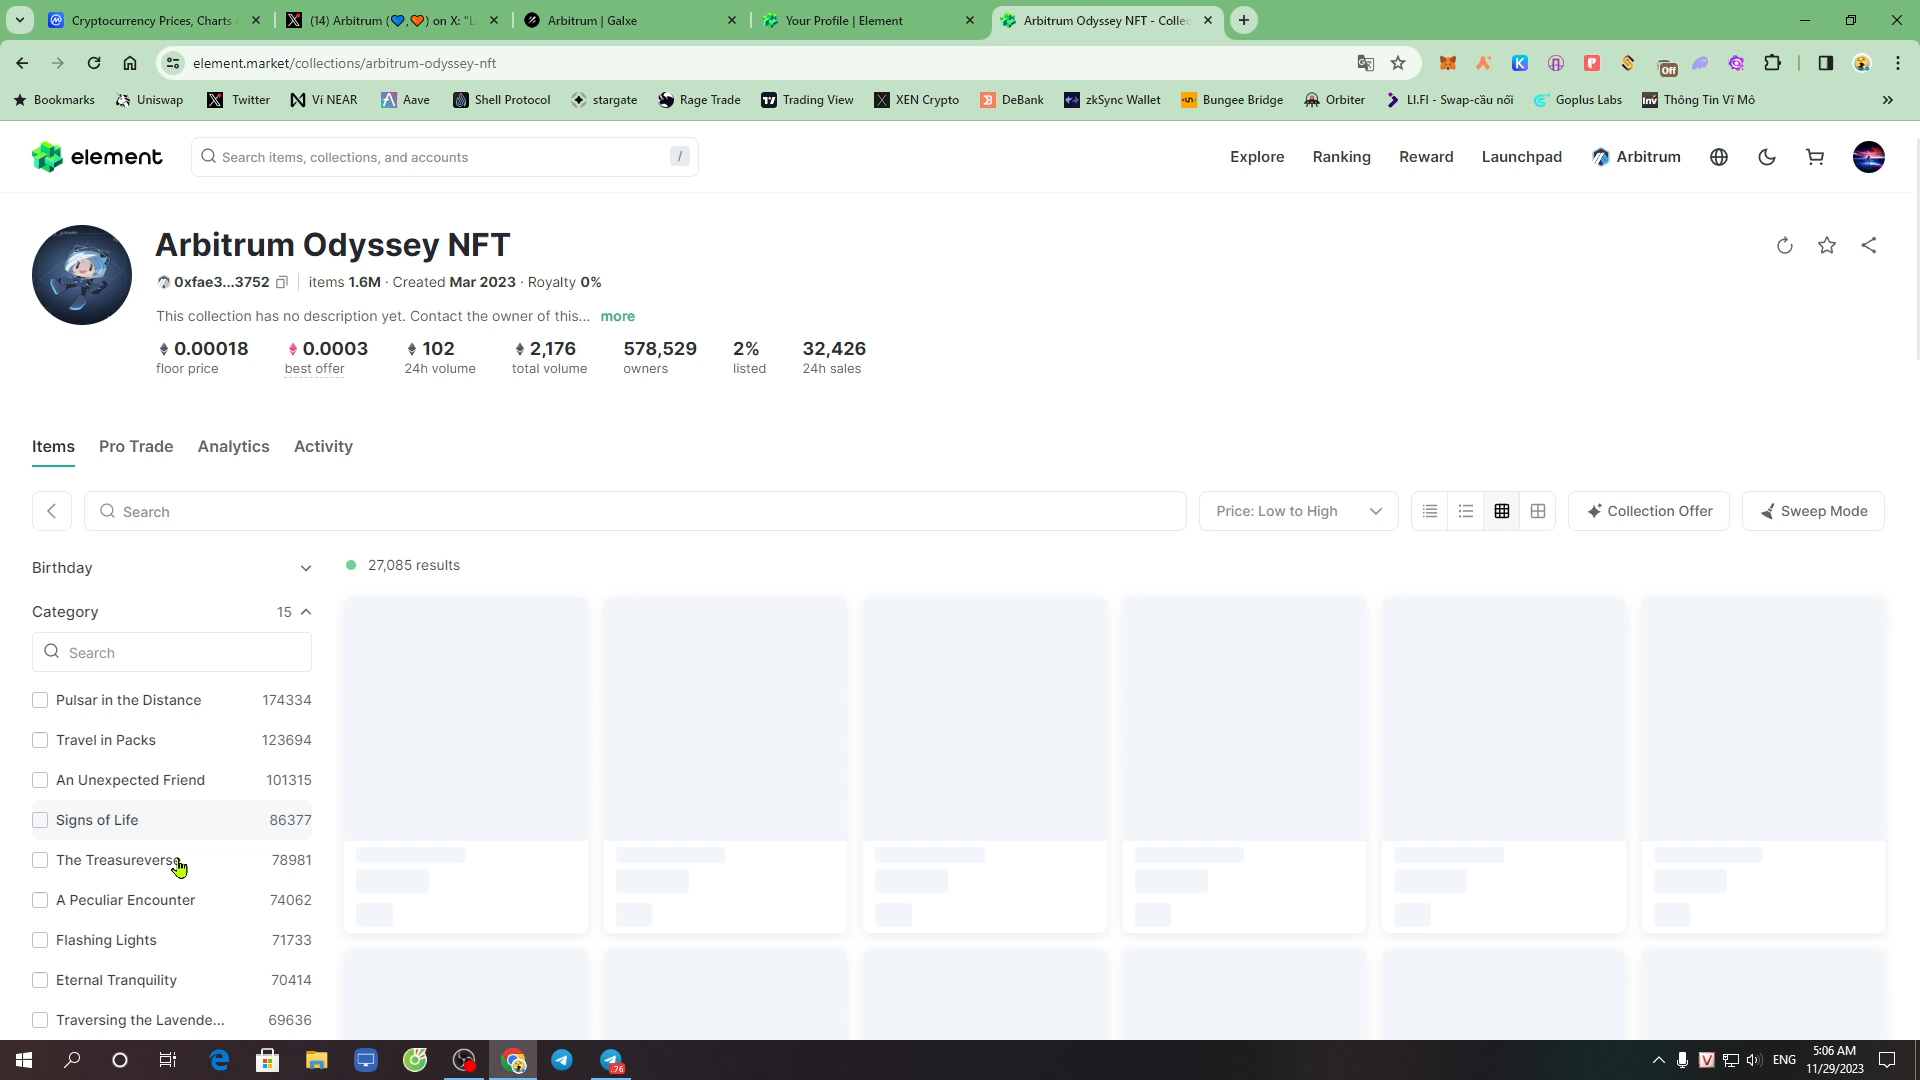 Cryptocurrency Prices, Charts
(14) Arbitrum (💙,🧡) on X: "L
Arbitrum | Galxe
Your Profile | Element
Arbitrum Odyssey NFT - Collec
element.market/collections/arbitrum-odyssey-nft
Off
Bookmarks
Uniswap
Twitter
Ví NEAR
Aave
Shell Protocol
stargate
Rage Trade
Trading View
XEN Crypto
DeBank
zkSync Wallet
Bungee Bridge
Orbiter
LI.FI - Swap-cầu nối
Goplus Labs
Thông Tin Vĩ Mô
element
Search items, collections, and accounts
/
Explore
Ranking
Reward
Launchpad
Arbitrum
Arbitrum Odyssey NFT
0xfae3...3752
items 1.6M · Created Mar 2023 · Royalty 0%
This collection has no description yet. Contact the owner of this... more
0.00018
0.0003
102
2,176
578,529
2%
32,426
floor price
best offer
24h volume
total volume
owners
listed
24h sales
Items
Pro Trade
Analytics
Activity
Search
Price: Low to High
Collection Offer
Sweep Mode
Birthday
27,085 results
Category
15
Search
Pulsar in the Distance 174334
Travel in Packs 123694
An Unexpected Friend 101315
Signs of Life 86377
The Treasureverse 78981
A Peculiar Encounter 74062
Flashing Lights 71733
Eternal Tranquility 70414
Traversing the Lavende... 69636
76
ENG
5:06 AM
11/29/2023